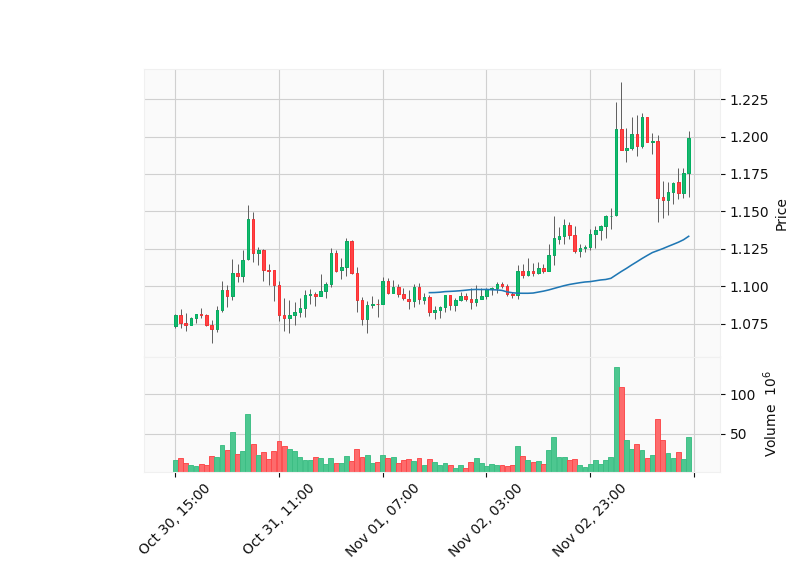 1.225
1.200
1.175
1.150
1.125
1.100
1.075
Price
100
50
Volume 10^6
Oct 30, 15:00
Oct 31, 11:00
Nov 01, 07:00
Nov 02, 03:00
Nov 02, 23:00